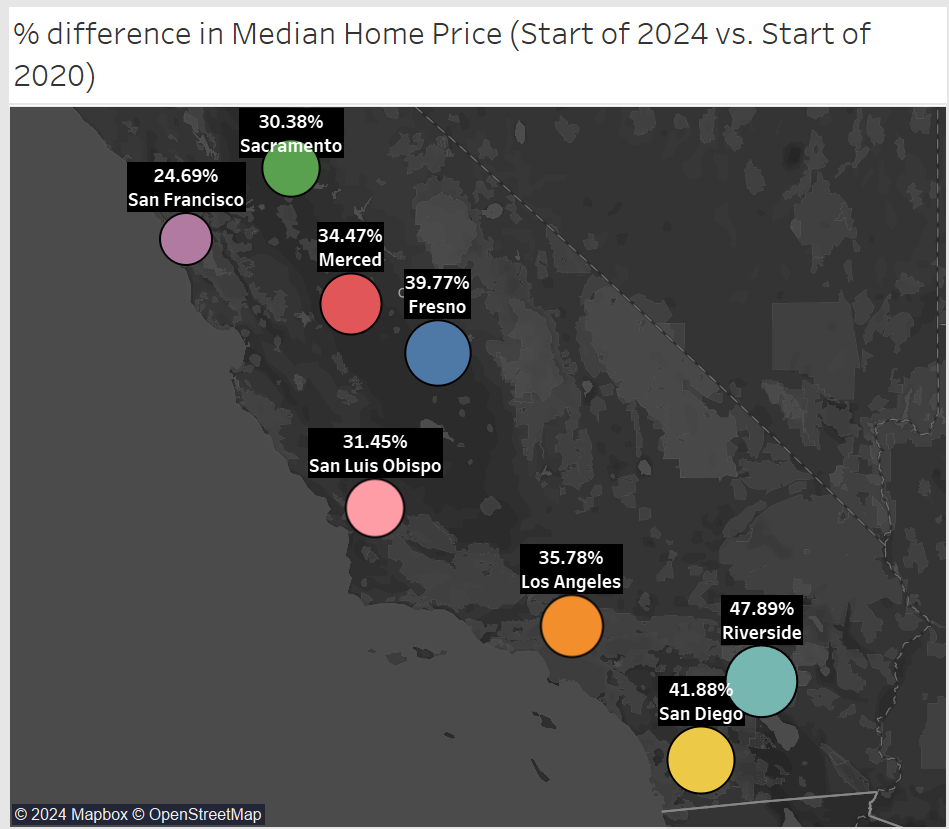 % difference in Median Home Price (Start of 2024 vs. Start of
2020)
30.38%
Sacramento
24.69%
San Francisco
34.47%
Merced
39.77%
Fresno
31.45%
San Luis Obispo
35.78%
Los Angeles
47.89%
Riverside
41.88%
San Diego
© 2024 Mapbox © OpenStreetMap